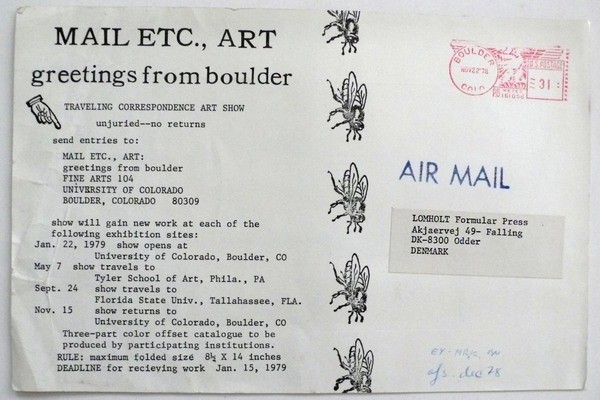 MAIL ETC., ART
greetings from boulder
TRAVELING CORRESPONDENCE ART SHOW
unjuried--no returns
send entries to:
MAIL ETC., ART:
greetings from boulder
FINE ARTS 104
UNIVERSITY OF COLORADO
BOULDER, COLORADO 80309
show will gain new work at each of the
following exhibition sites:
Jan. 22, 1979 show opens at
University of Colorado, Boulder, CO
May 7 show travels to
Tyler School of Art, Phila., PA
Sept. 24 show travels to
Florida State Univ., Tallahassee, FLA.
Nov. 15 show returns to
University of Colorado, Boulder, CO
Three-part color offset catalogue to be
produced by participating institutions.
RULE: maximum folded size 8½ X 14 inches
DEADLINE for recieving work Jan. 15, 1979
BOULDER
NOV22'78
COLO.
U.S. POSTAGE
31
AIR MAIL
LOMHOLT Formular Press
Akjaervej 49- Falling
DK-8300 Odder
DENMARK
dec 78